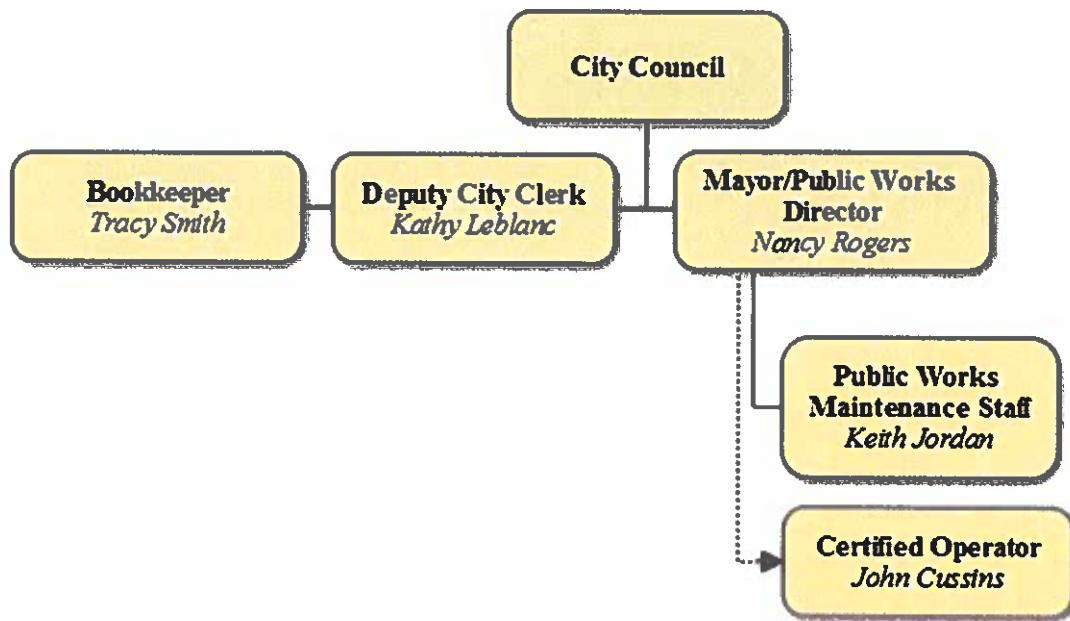 City Council
Bookkeeper
Tracy Smith
Deputy City Clerk
Kathy Leblanc
Mayor/Public Works
Director
Nancy Rogers
Public Works
Maintenance Staff
Keith Jordan
Certified Operator
John Cussins